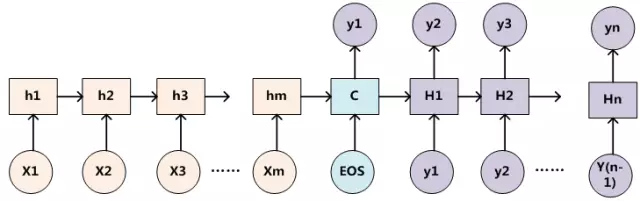 y1 y2 y3 yn
h1 h2 h3 hm C H1 H2 Hn
X1 X2 X3 ...... Xm EOS y1 y2 ...... Y(n-
1)